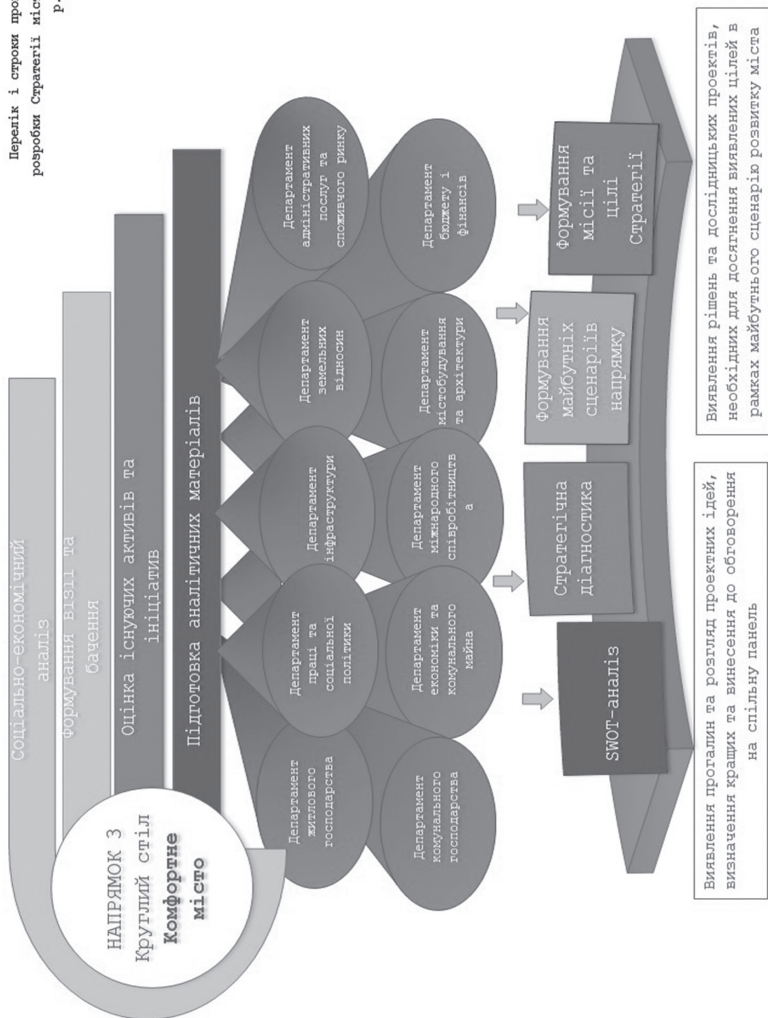 Перелік і строки про
розробки Стратегії міс
р.
Соціально-економічний
аналіз
Формування візії та
бачення
Оцінка існуючих активів та
ініціатив
Підготовка аналітичних матеріалів
НАПРЯМОК 3
Круглий стіл
Комфортне
місто
Департамент
житлового
господарства
Департамент
праці та
соціальної
політики
Департамент
інфраструктури
Департамент
земельних
відносин
Департамент
адміністративних
послуг та
споживчого ринку
Департамент
комунального
господарства
Департамент
економіки та
комунального
майна
Департамент
міжнародного
співробітництв
а
Департамент
містобудування
та архітектури
Департамент
бюджету і
фінансів
SWOT-аналіз
Стратегічна
діагностика
Формування
майбутніх
сценаріїв
напрямку
Формування
місії та
цілі
Стратегії
Виявлення прогалин та розгляд проектних ідей,
визначення кращих та винесення до обговорення
на спільну панель
Виявлення рішень та дослідницьких проектів,
необхідних для досягнення виявлених цілей в
рамках майбутнього сценарію розвитку міста